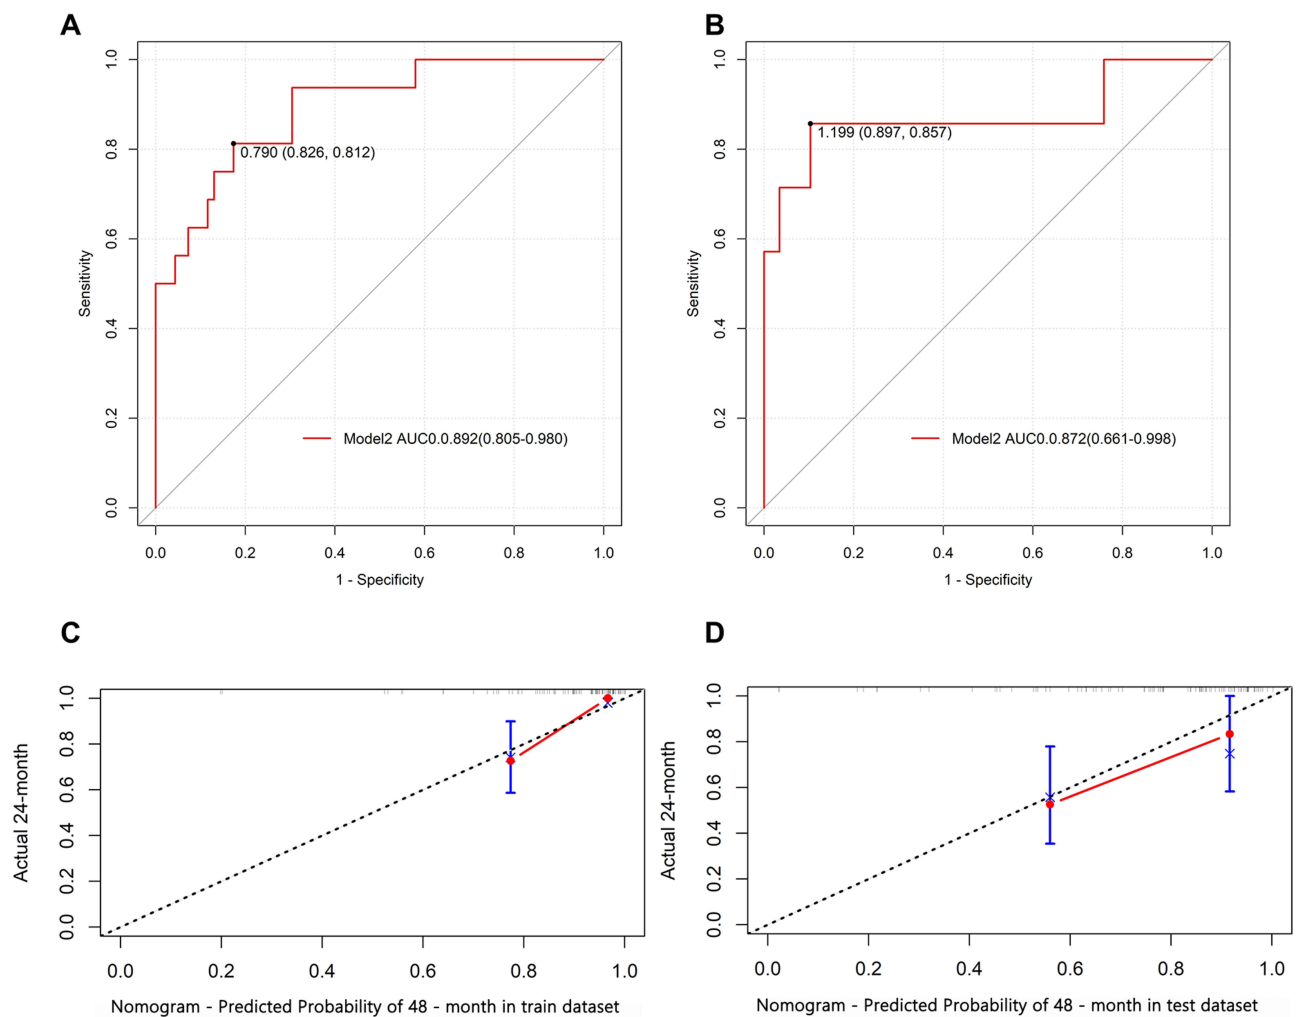 A
1.0
0.8
0.6
0.4
0.2
0.0
Sensitivity
0.790 (0.826, 0.812)
Model2 AUC0.0.892(0.805-0.980)
0.0 0.2 0.4 0.6 0.8 1.0
1 - Specificity
B
1.0
0.8
0.6
0.4
0.2
0.0
Sensitivity
1.199 (0.897, 0.857)
Model2 AUC0.0.872(0.661-0.998)
0.0 0.2 0.4 0.6 0.8 1.0
1 - Specificity
C
1.0
0.8
0.6
0.4
0.2
0.0
Actual 24-month
0.0 0.2 0.4 0.6 0.8 1.0
Nomogram - Predicted Probability of 48 - month in train dataset
D
1.0
0.8
0.6
0.4
0.2
0.0
Actual 24-month
0.0 0.2 0.4 0.6 0.8 1.0
Nomogram - Predicted Probability of 48 - month in test dataset